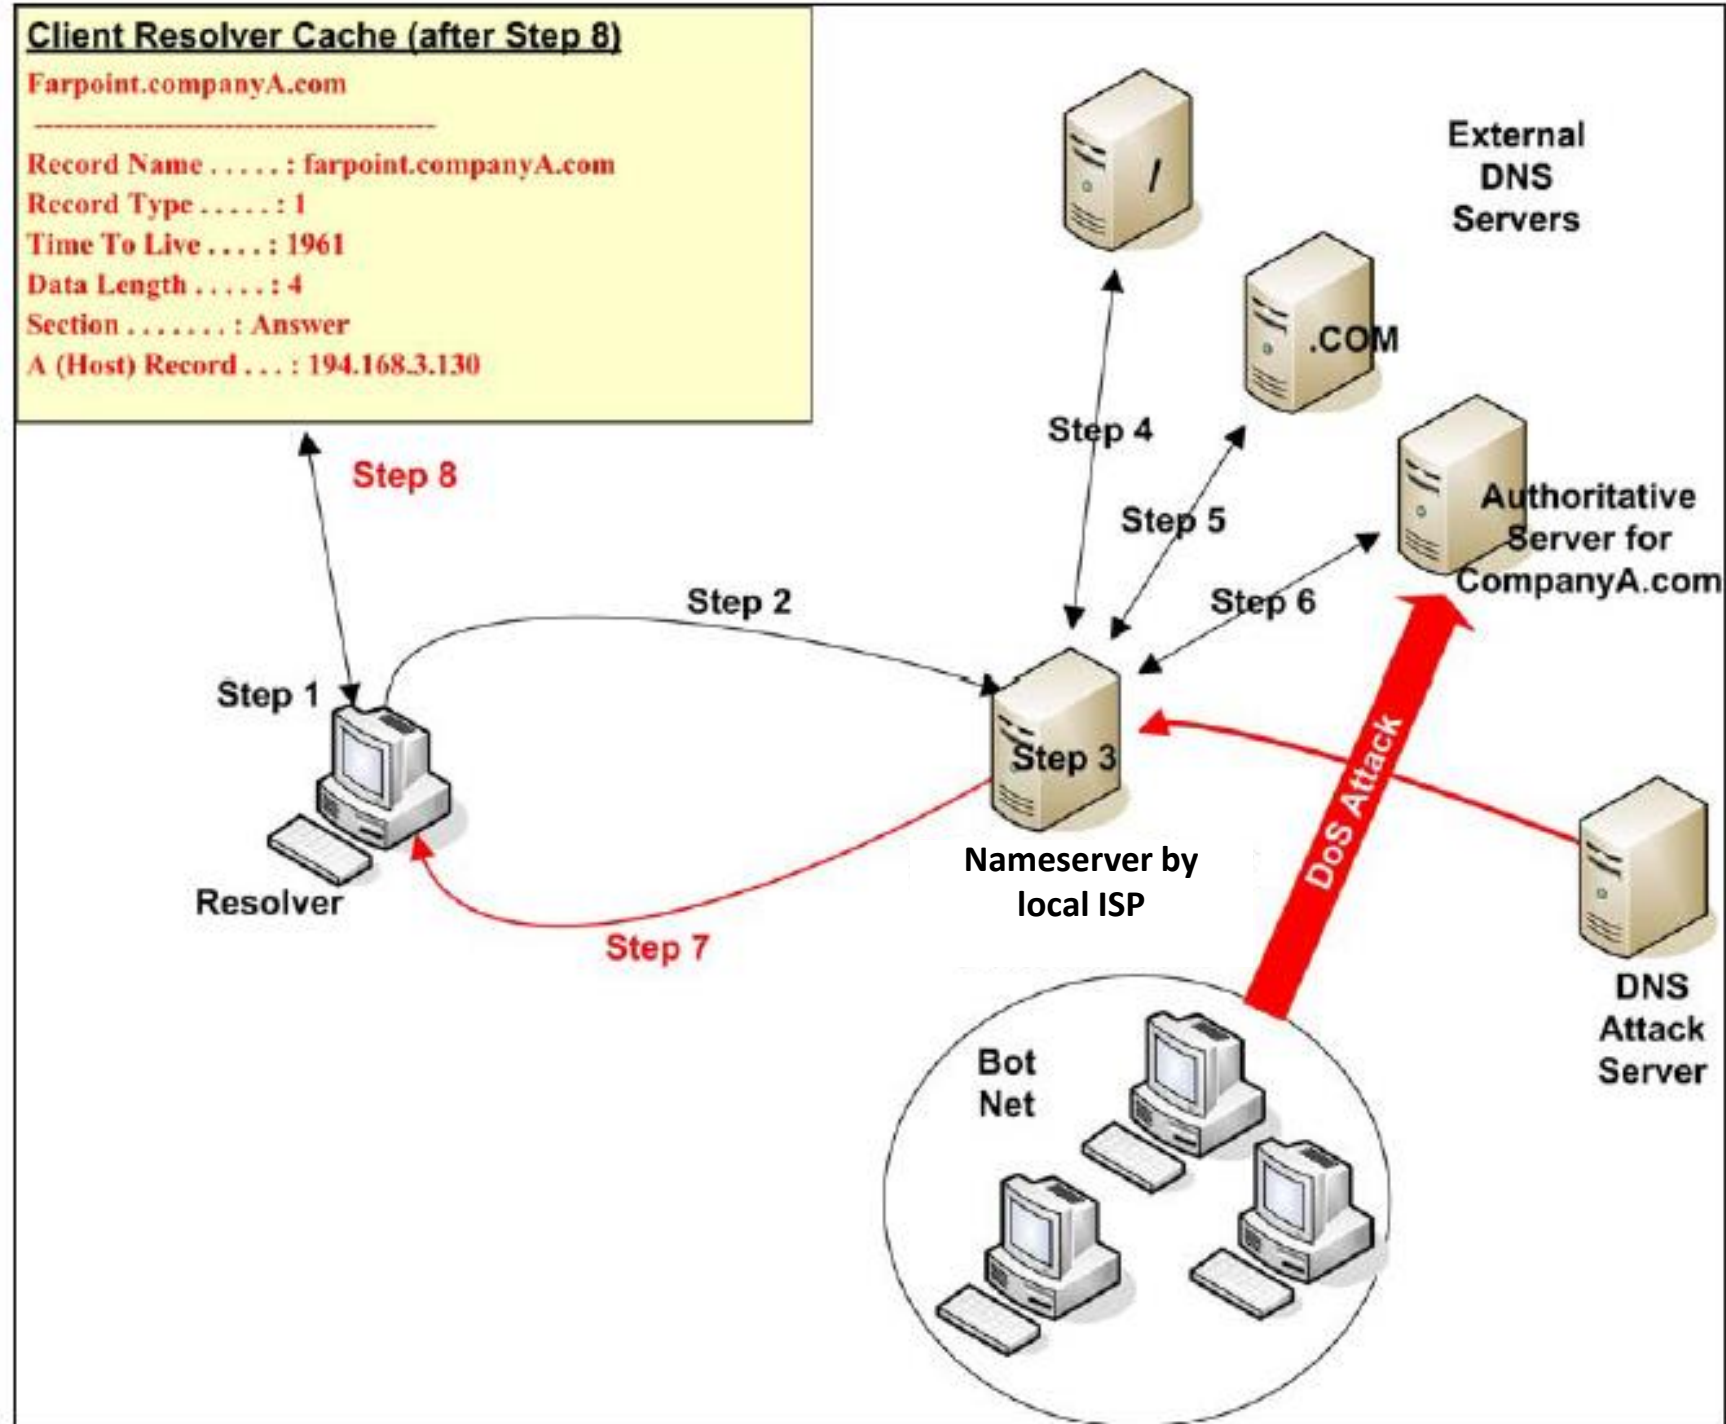 Client Resolver Cache (after Step 8)
Farpoint.companyA.com
----------------------------------------
Record Name . . . . . : farpoint.companyA.com
Record Type . . . . . : 1
Time To Live . . . . : 1961
Data Length . . . . . : 4
Section . . . . . . . : Answer
A (Host) Record . . . : 194.168.3.130
/
External
DNS
Servers
.COM
Step 4
Step 8
Step 5
Authoritative
Server for
CompanyA.com
Step 2
Step 6
Step 1
Step 3
DoS Attack
Nameserver by
local ISP
Resolver
Step 7
DNS
Attack
Server
Bot
Net